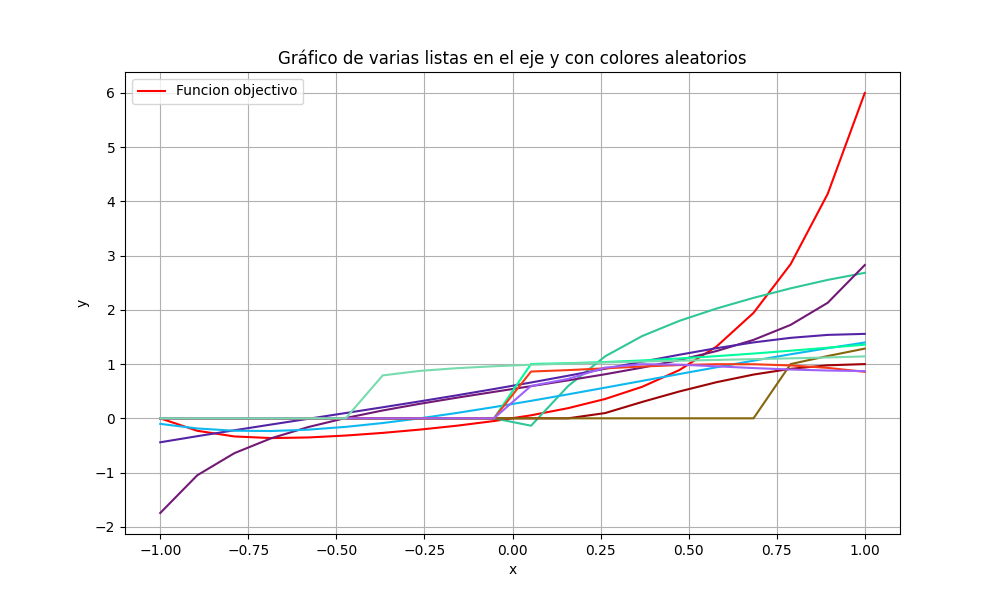 Gráfico de varias listas en el eje y con colores aleatorios
Funcion objectivo
6
5
4
3
2
1
0
−1
−2
y
−1.00 −0.75 −0.50 −0.25 0.00 0.25 0.50 0.75 1.00
x